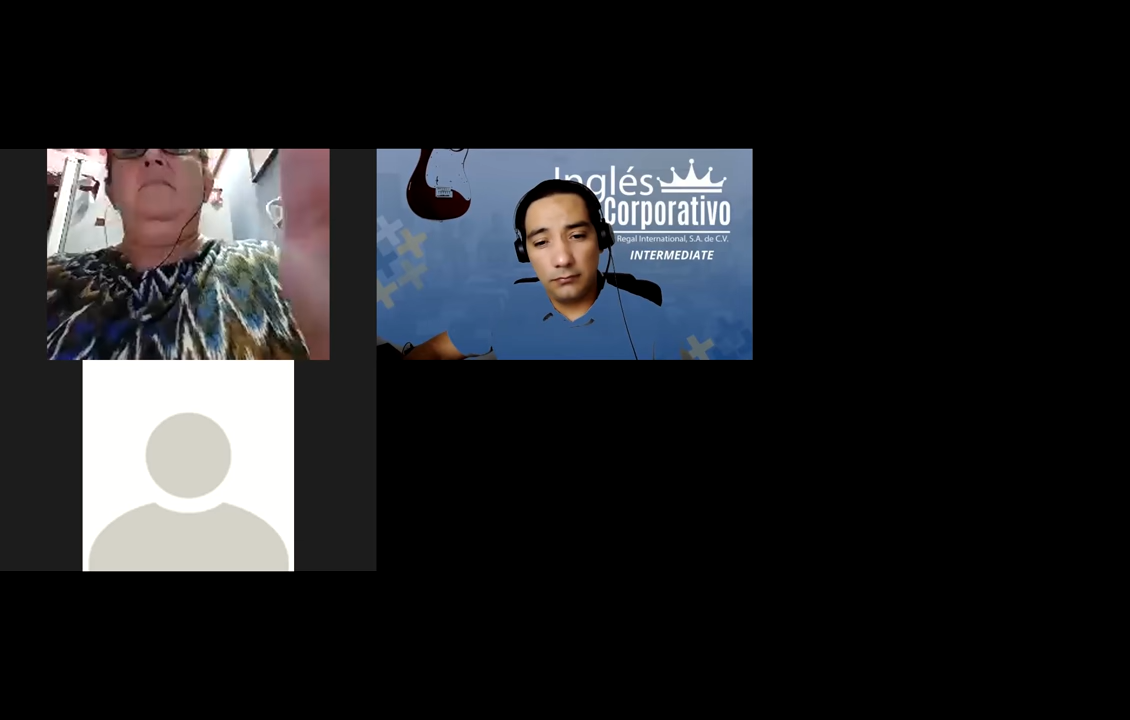 Inglés
Corporativo
Regal International, S.A. de C.V.
INTERMEDIATE